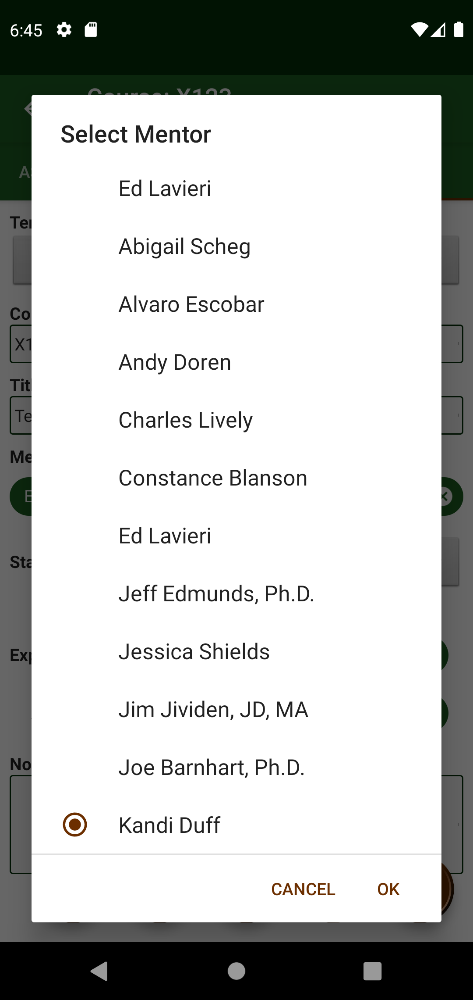 6:45
Select Mentor
Ed Lavieri
Abigail Scheg
Alvaro Escobar
Andy Doren
Charles Lively
Constance Blanson
Ed Lavieri
Jeff Edmunds, Ph.D.
Jessica Shields
Jim Jividen, JD, MA
Joe Barnhart, Ph.D.
Kandi Duff
CANCEL OK